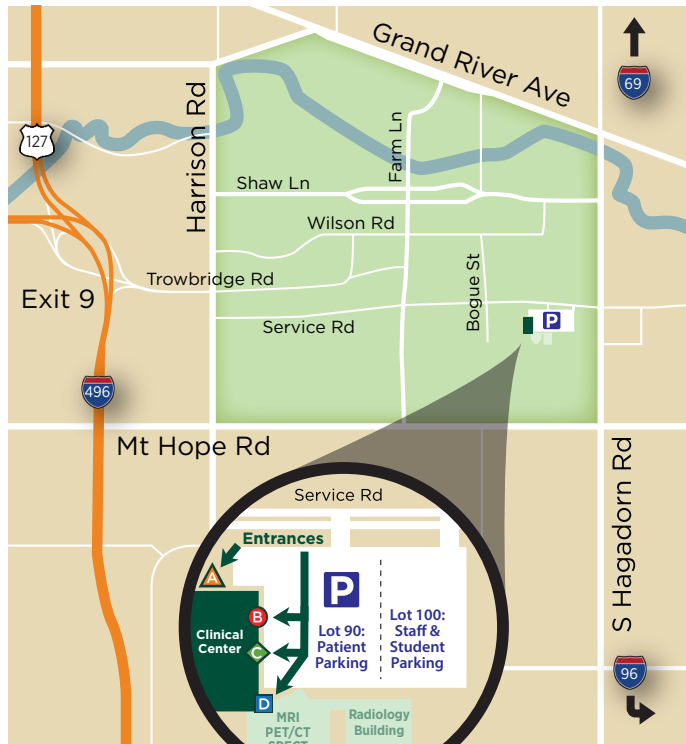 Grand River Ave
69
127
Harrison Rd
Farm Ln
Shaw Ln
Wilson Rd
Trowbridge Rd
Bogue St
Exit 9
Service Rd
P
496
Mt Hope Rd
S Hagadorn Rd
96
Service Rd
Entrances
A
P
B
Clinical
Center
C
Lot 90:
Patient
Parking
Lot 100:
Staff &
Student
Parking
D
MRI
PET/CT
SPECT
Radiology
Building